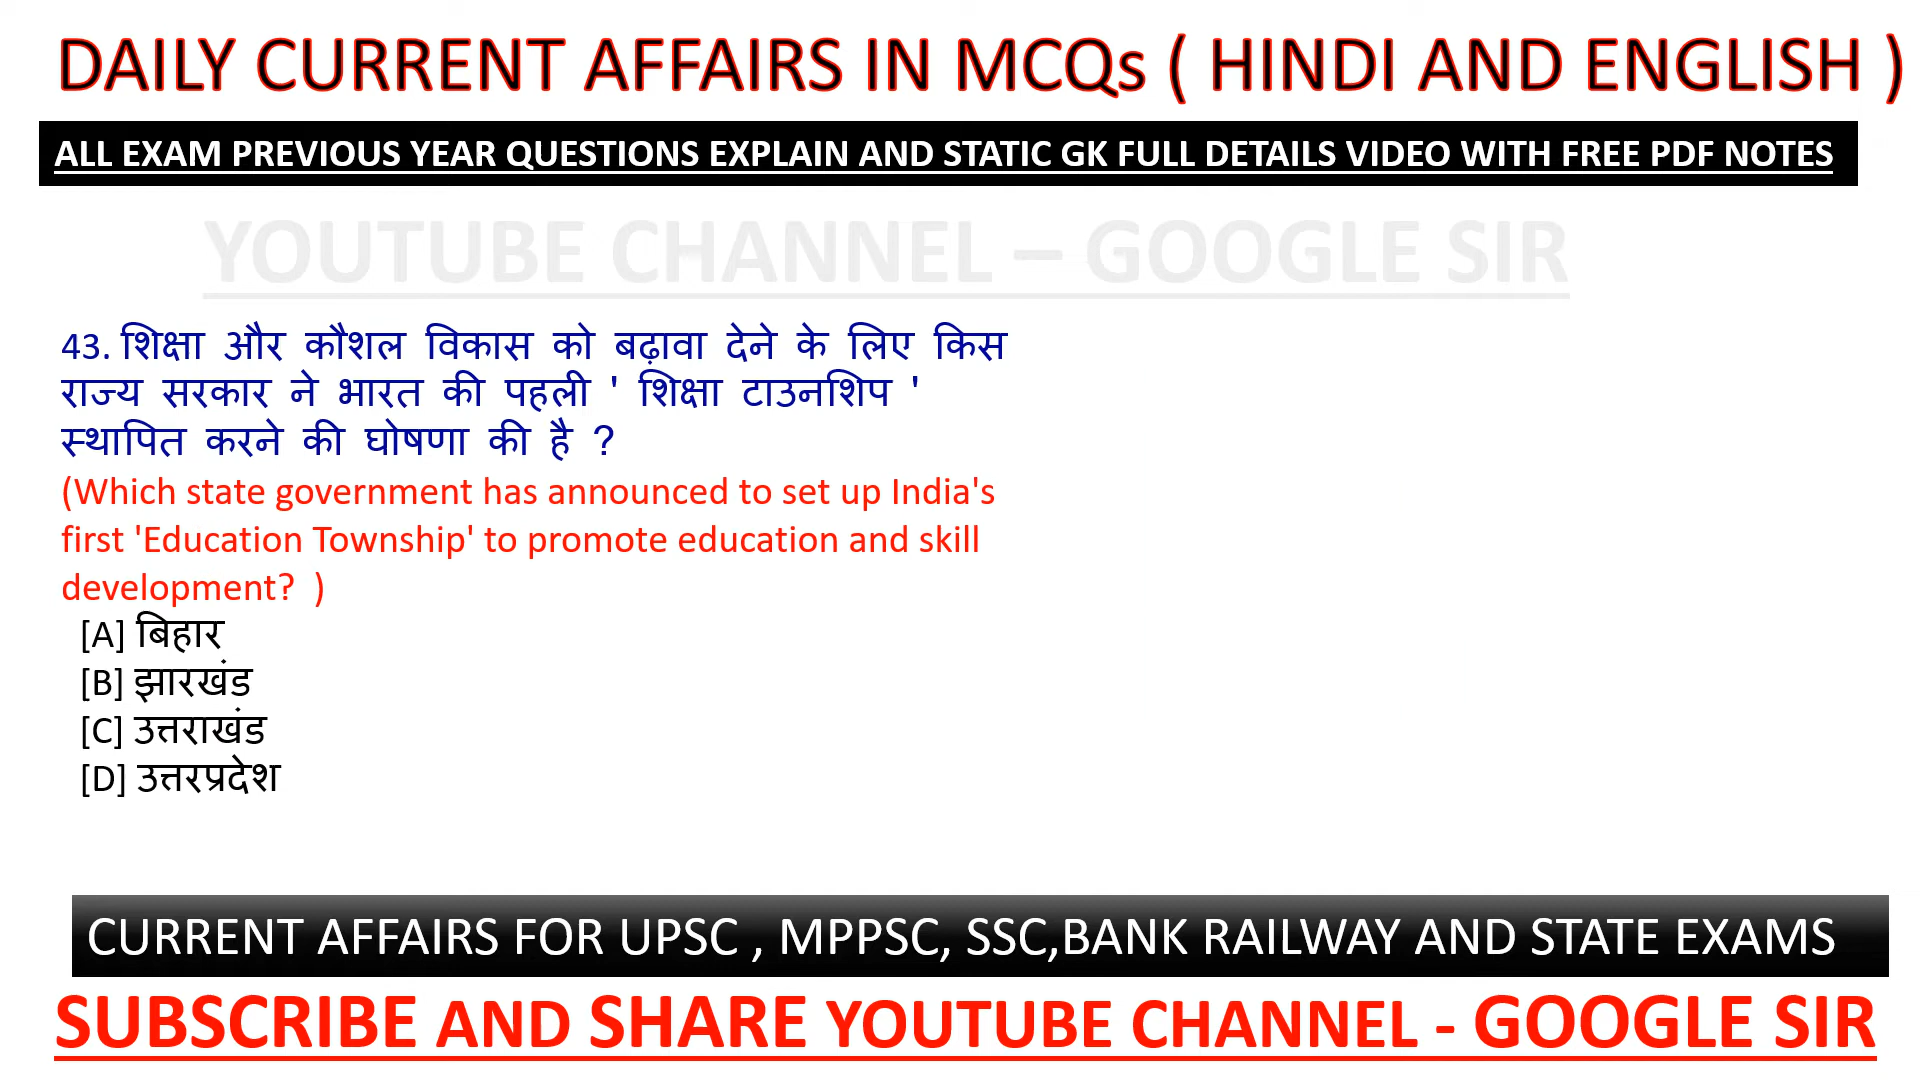 DAILY CURRENT AFFAIRS IN MCQs ( HINDI AND ENGLISH )
ALL EXAM PREVIOUS YEAR QUESTIONS EXPLAIN AND STATIC GK FULL DETAILS VIDEO WITH FREE PDF NOTES
YOUTUBE CHANNEL – GOOGLE SIR
43. शिक्षा और कौशल विकास को बढ़ावा देने के लिए किस
राज्य सरकार ने भारत की पहली ' शिक्षा टाउनशिप '
स्थापित करने की घोषणा की है ?
(Which state government has announced to set up India's
first 'Education Township' to promote education and skill
development? )
[A] बिहार
[B] झारखंड
[C] उत्तराखंड
[D] उत्तरप्रदेश
CURRENT AFFAIRS FOR UPSC , MPPSC, SSC,BANK RAILWAY AND STATE EXAMS
SUBSCRIBE AND SHARE YOUTUBE CHANNEL - GOOGLE SIR